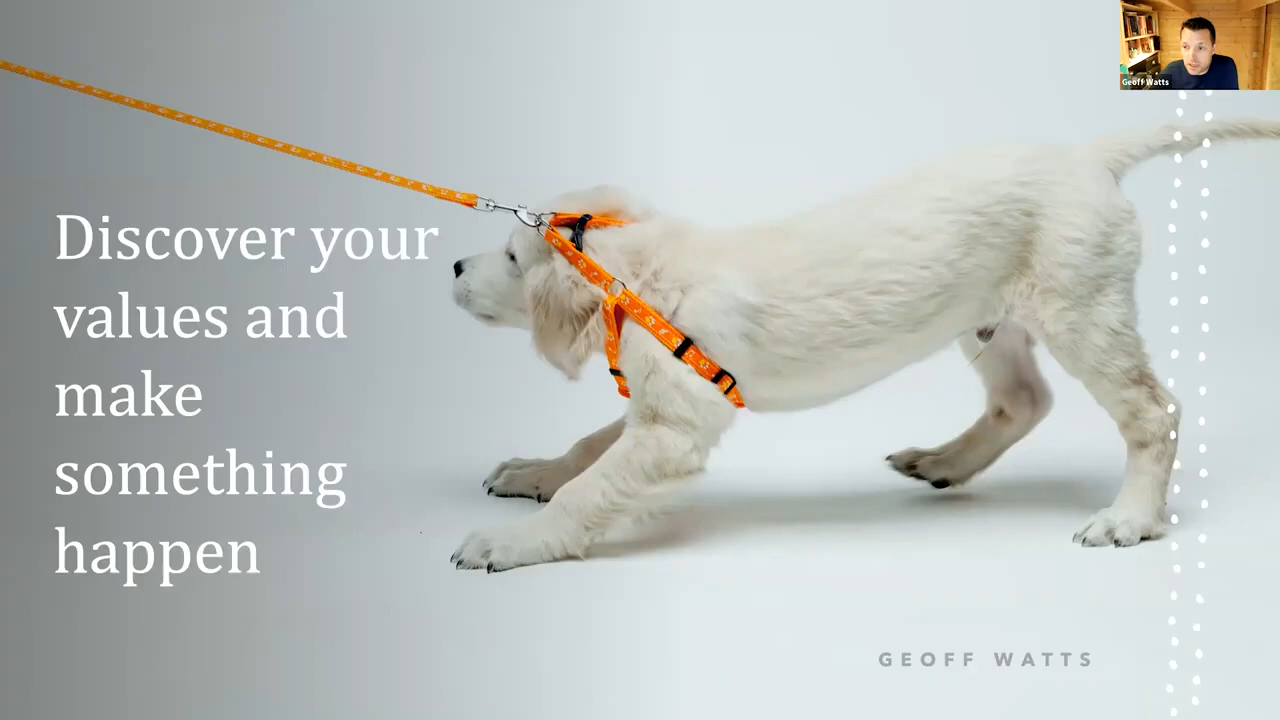 Geoff Watts
Discover your
values and
make
something
happen
GEOFF WATTS